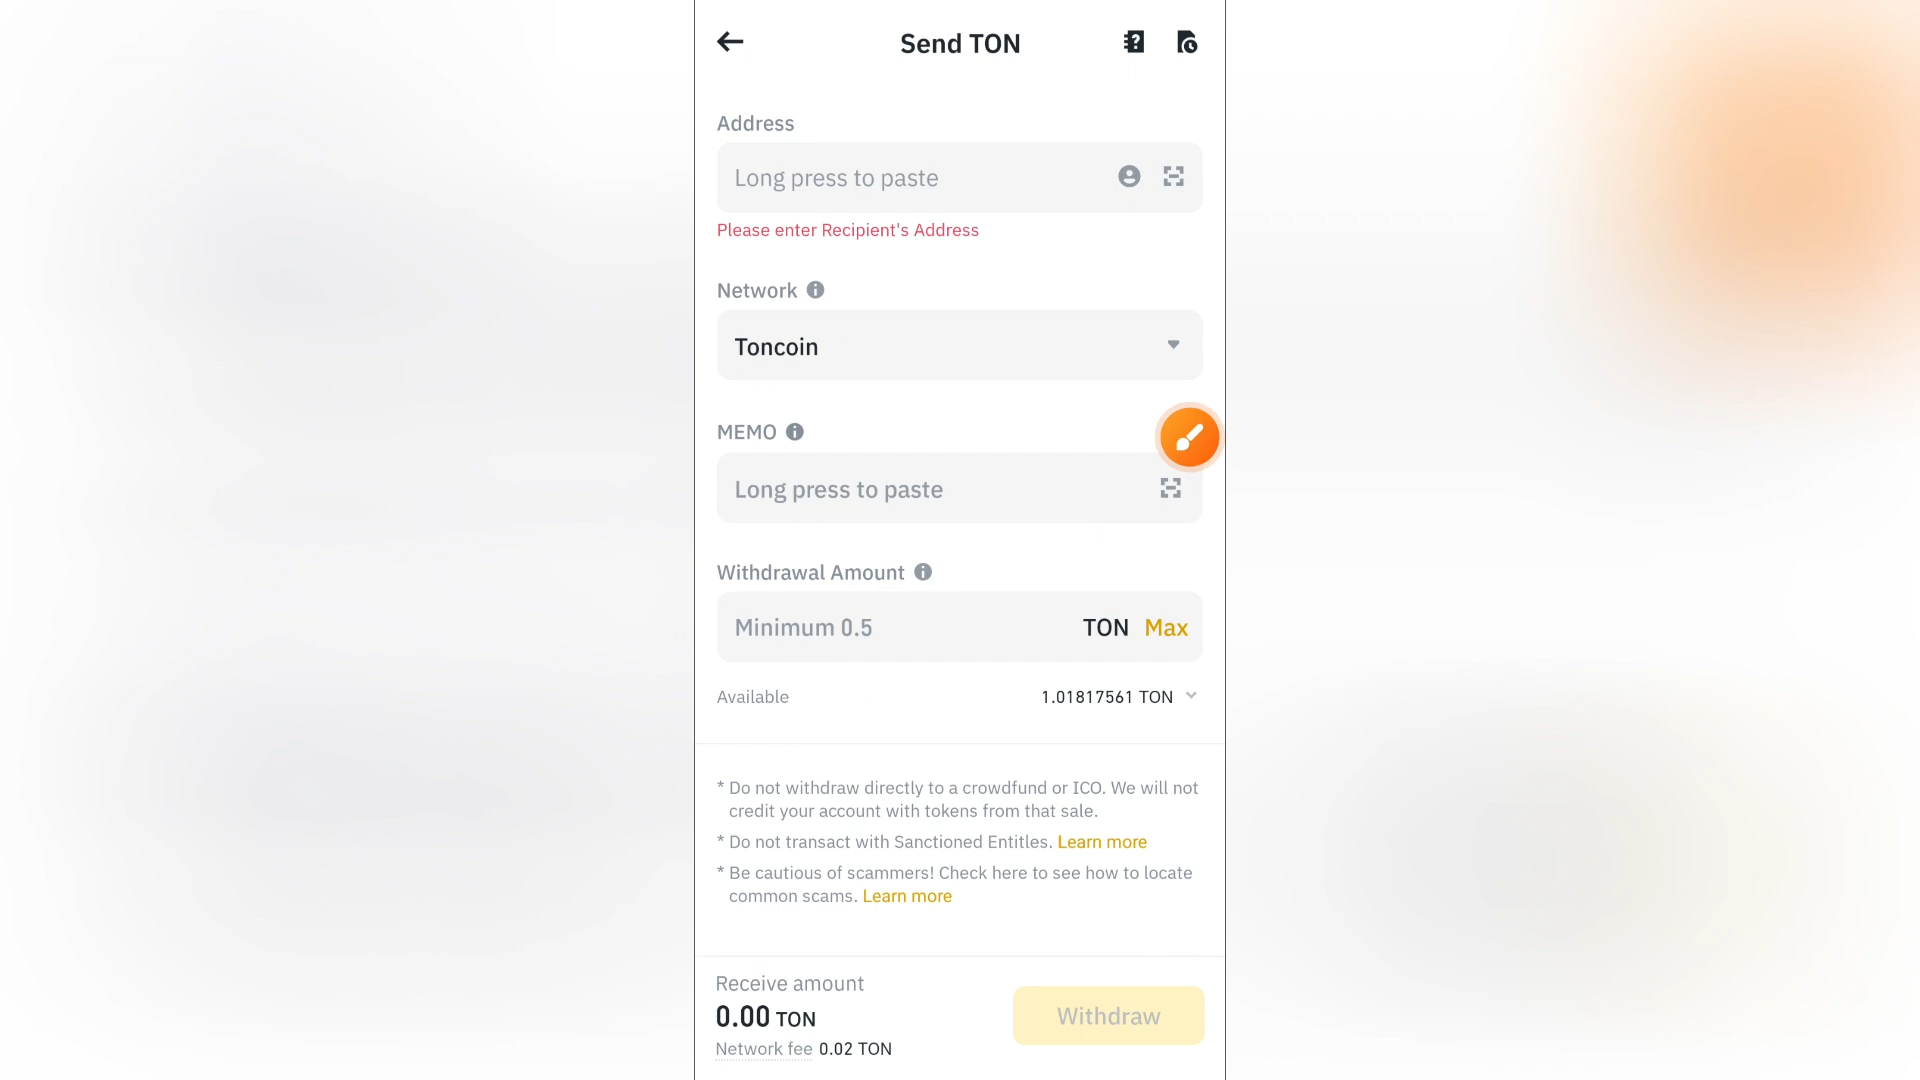 Send TON
Address
Long press to paste
Please enter Recipient's Address
Network
Toncoin
MEMO
Long press to paste
Withdrawal Amount
Minimum 0.5 TON Max
Available 1.01817561 TON
* Do not withdraw directly to a crowdfund or ICO. We will not
credit your account with tokens from that sale.
* Do not transact with Sanctioned Entitles. Learn more
* Be cautious of scammers! Check here to see how to locate
common scams. Learn more
Receive amount
0.00 TON
Network fee 0.02 TON
Withdraw